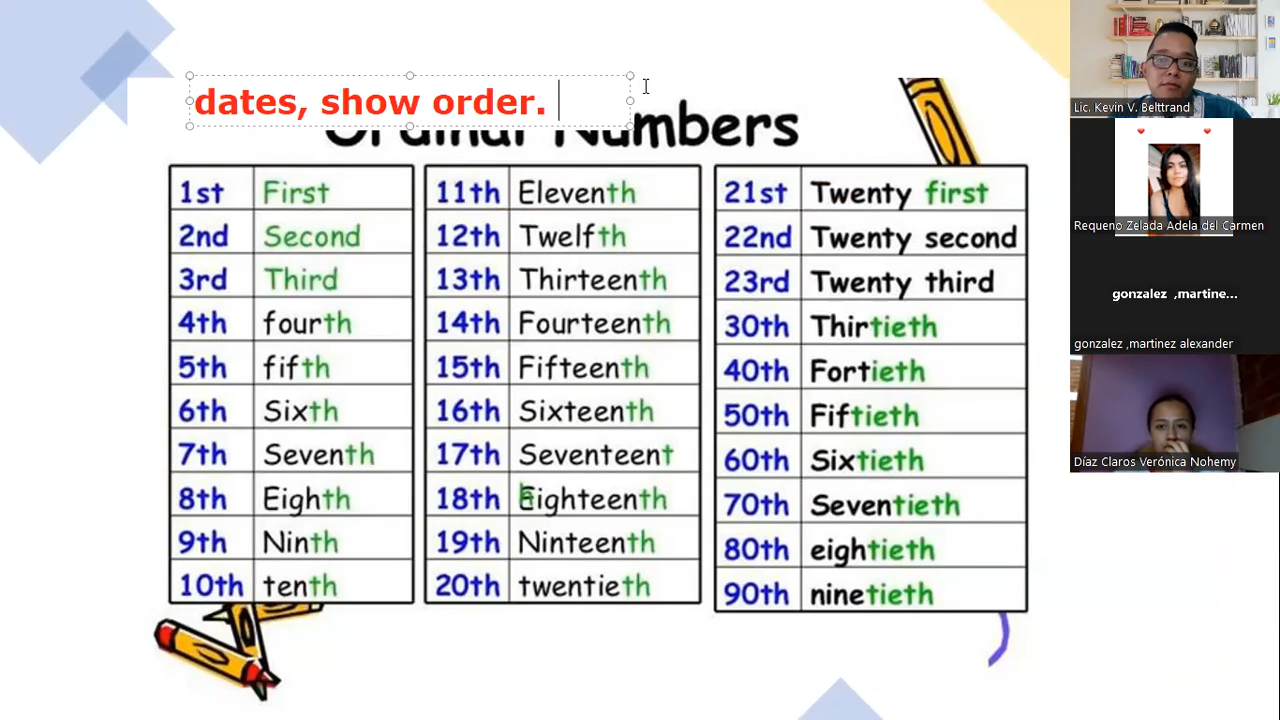 dates, show order.
Ordinal Numbers
1st First
2nd Second
3rd Third
4th fourth
5th fifth
6th Sixth
7th Seventh
8th Eighth
9th Ninth
10th tenth
11th Eleventh
12th Twelfth
13th Thirteenth
14th Fourteenth
15th Fifteenth
16th Sixteenth
17th Seventeent
h
18th Eighteenth
19th Ninteenth
20th twentieth
21st Twenty first
22nd Twenty second
23rd Twenty third
30th Thirtieth
40th Fortieth
50th Fiftieth
60th Sixtieth
70th Seventieth
80th eightieth
90th ninetieth
Lic. Kevin V. Belttrand
Requeno Zelada Adela del Carmen
gonzalez ,martine...
gonzalez ,martinez alexander
Díaz Claros Verónica Nohemy